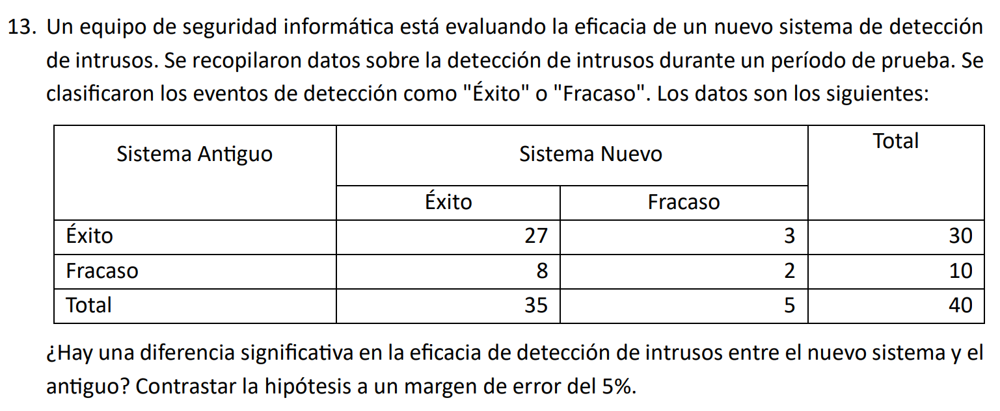 13. Un equipo de seguridad informática está evaluando la eficacia de un nuevo sistema de detección
de intrusos. Se recopilaron datos sobre la detección de intrusos durante un período de prueba. Se
clasificaron los eventos de detección como "Éxito" o "Fracaso". Los datos son los siguientes:
Sistema Antiguo Sistema Nuevo Total
Éxito Fracaso
Éxito 27 3 30
Fracaso 8 2 10
Total 35 5 40
¿Hay una diferencia significativa en la eficacia de detección de intrusos entre el nuevo sistema y el
antiguo? Contrastar la hipótesis a un margen de error del 5%.